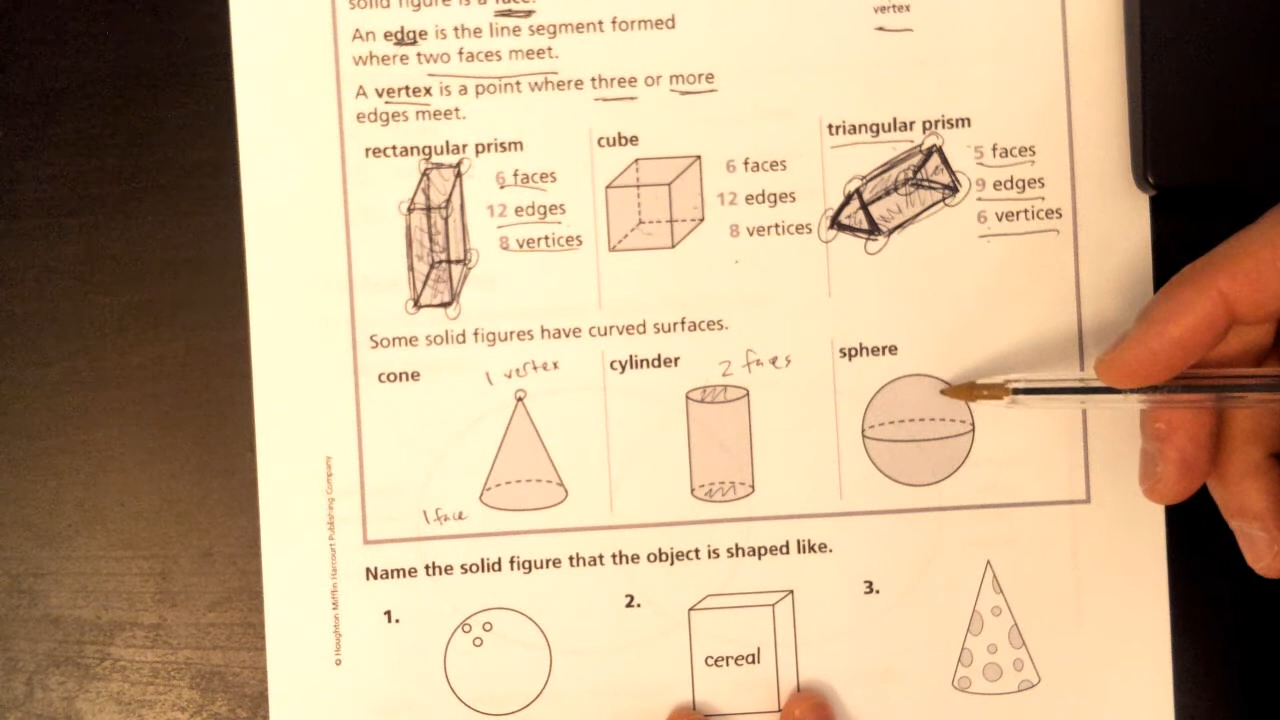 solid figure is a face.
vertex
An edge is the line segment formed
where two faces meet.
A vertex is a point where three or more
edges meet.
rectangular prism
6 faces
12 edges
8 vertices
cube
6 faces
12 edges
8 vertices
triangular prism
5 faces
9 edges
6 vertices
Some solid figures have curved surfaces.
cone
1 vertex
1 face
cylinder
2 faces
sphere
Name the solid figure that the object is shaped like.
1.
2.
cereal
3.
© Houghton Mifflin Harcourt Publishing Company